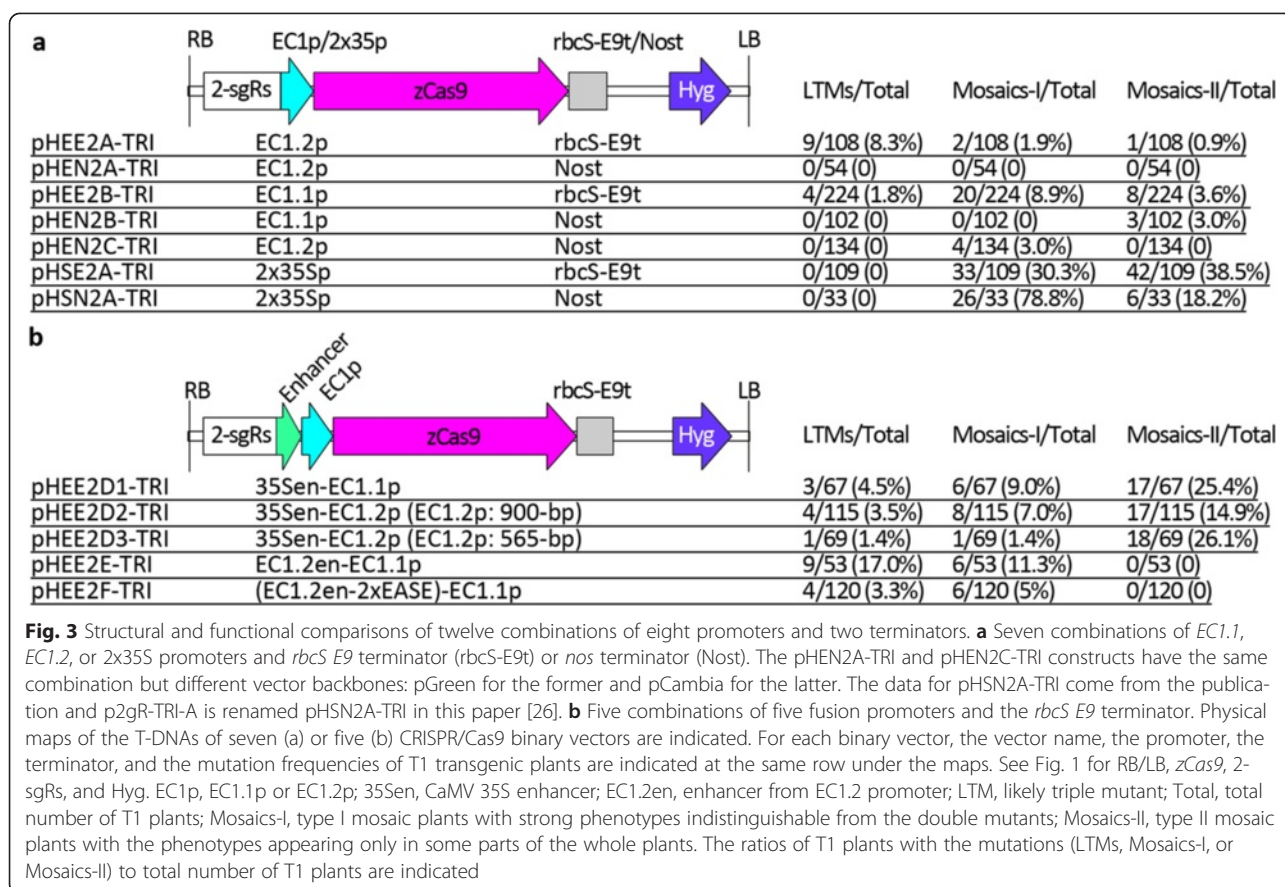 a
RB EC1p/2x35p rbcS-E9t/Nost LB
2-sgRs zCas9 Hyg LTMs/Total Mosaics-I/Total Mosaics-II/Total
pHEE2A-TRI EC1.2p rbcS-E9t 9/108 (8.3%) 2/108 (1.9%) 1/108 (0.9%)
pHEN2A-TRI EC1.2p Nost 0/54 (0) 0/54 (0) 0/54 (0)
pHEE2B-TRI EC1.1p rbcS-E9t 4/224 (1.8%) 20/224 (8.9%) 8/224 (3.6%)
pHEN2B-TRI EC1.1p Nost 0/102 (0) 0/102 (0) 3/102 (3.0%)
pHEN2C-TRI EC1.2p Nost 0/134 (0) 4/134 (3.0%) 0/134 (0)
pHSE2A-TRI 2x35Sp rbcS-E9t 0/109 (0) 33/109 (30.3%) 42/109 (38.5%)
pHSN2A-TRI 2x35Sp Nost 0/33 (0) 26/33 (78.8%) 6/33 (18.2%)
b
RB Enhancer EC1p rbcS-E9t LB
2-sgRs zCas9 Hyg LTMs/Total Mosaics-I/Total Mosaics-II/Total
pHEE2D1-TRI 35Sen-EC1.1p 3/67 (4.5%) 6/67 (9.0%) 17/67 (25.4%)
pHEE2D2-TRI 35Sen-EC1.2p (EC1.2p: 900-bp) 4/115 (3.5%) 8/115 (7.0%) 17/115 (14.9%)
pHEE2D3-TRI 35Sen-EC1.2p (EC1.2p: 565-bp) 1/69 (1.4%) 1/69 (1.4%) 18/69 (26.1%)
pHEE2E-TRI EC1.2en-EC1.1p 9/53 (17.0%) 6/53 (11.3%) 0/53 (0)
pHEE2F-TRI (EC1.2en-2xEASE)-EC1.1p 4/120 (3.3%) 6/120 (5%) 0/120 (0)
Fig. 3 Structural and functional comparisons of twelve combinations of eight promoters and two terminators. a Seven combinations of EC1.1,
EC1.2, or 2x35S promoters and rbcS E9 terminator (rbcS-E9t) or nos terminator (Nost). The pHEN2A-TRI and pHEN2C-TRI constructs have the same
combination but different vector backbones: pGreen for the former and pCambia for the latter. The data for pHSN2A-TRI come from the publica-
tion and p2gR-TRI-A is renamed pHSN2A-TRI in this paper [26]. b Five combinations of five fusion promoters and the rbcS E9 terminator. Physical
maps of the T-DNAs of seven (a) or five (b) CRISPR/Cas9 binary vectors are indicated. For each binary vector, the vector name, the promoter, the
terminator, and the mutation frequencies of T1 transgenic plants are indicated at the same row under the maps. See Fig. 1 for RB/LB, zCas9, 2-
sgRs, and Hyg. EC1p, EC1.1p or EC1.2p; 35Sen, CaMV 35S enhancer; EC1.2en, enhancer from EC1.2 promoter; LTM, likely triple mutant; Total, total
number of T1 plants; Mosaics-I, type I mosaic plants with strong phenotypes indistinguishable from the double mutants; Mosaics-II, type II mosaic
plants with the phenotypes appearing only in some parts of the whole plants. The ratios of T1 plants with the mutations (LTMs, Mosaics-I, or
Mosaics-II) to total number of T1 plants are indicated